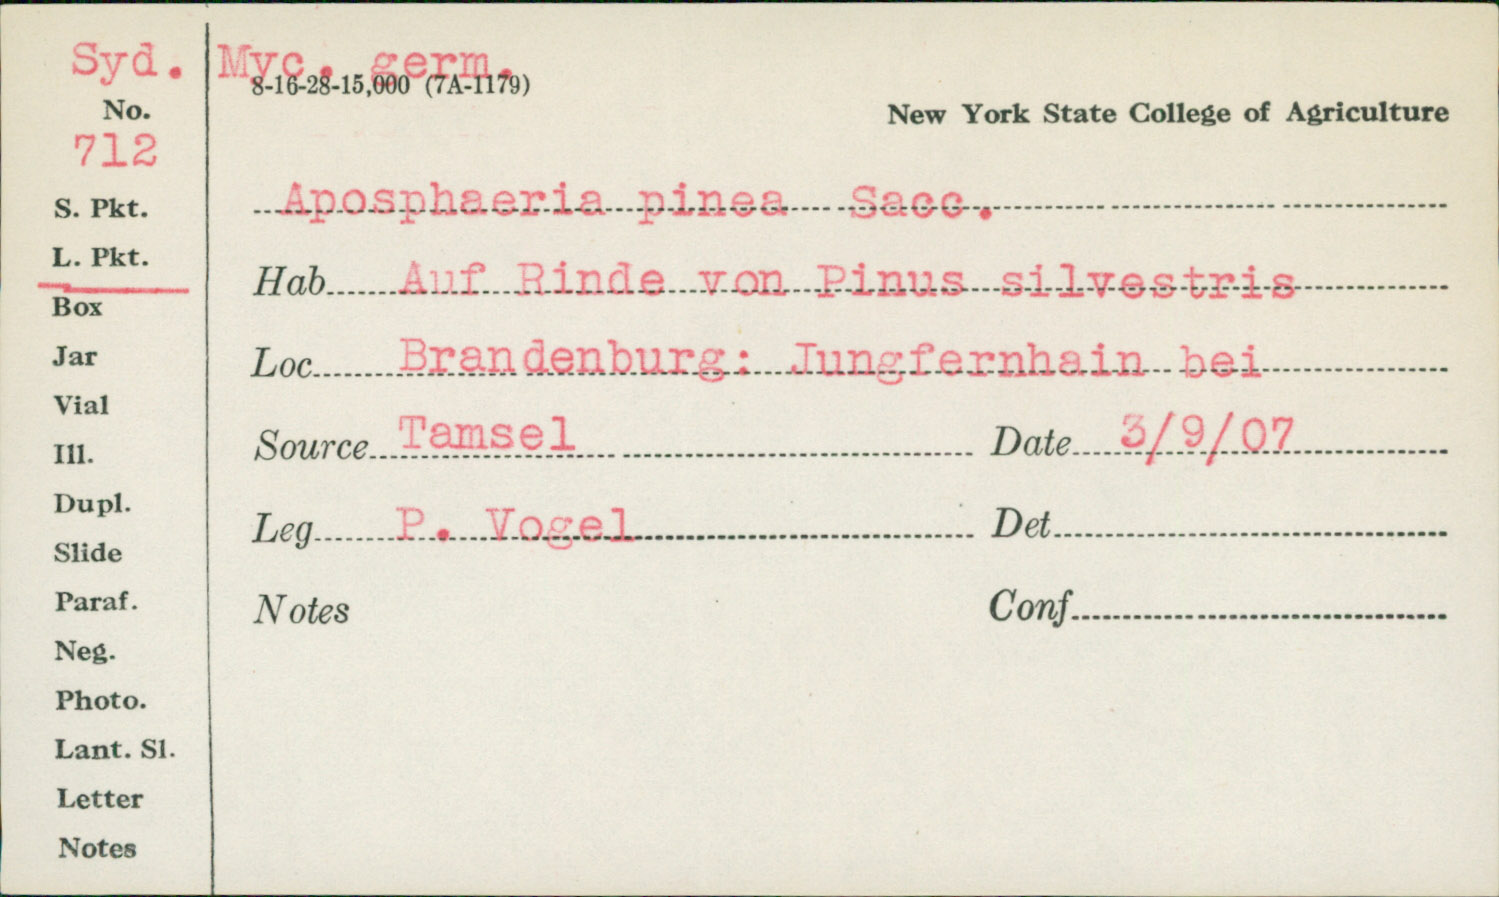 Syd. Myc. germ.
8-16-28-15,000 (7A-1179)
No.
New York State College of Agriculture
712
S. Pkt.
Aposphaeria pinea Sacc.
L. Pkt.
Hab. Auf Rinde von Pinus silvestris
Box
Jar
Loc. Brandenburg: Jungfernhain bei
Vial
Source Tamsel Date 3/9/07
Ill.
Dupl.
Leg. P. Vogel Det.
Slide
Paraf.
Notes Conf.
Neg.
Photo.
Lant. Sl.
Letter
Notes